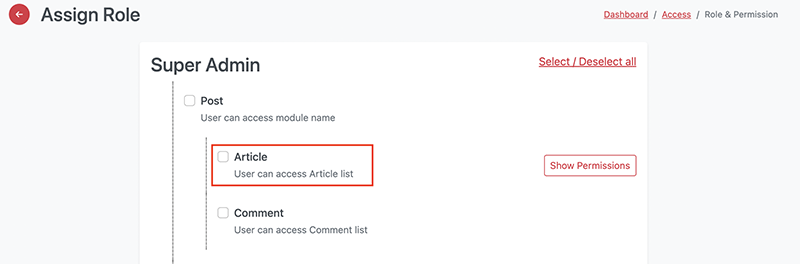 Assign Role
Dashboard / Access / Role & Permission
Super Admin
Select / Deselect all
Post
User can access module name
Article
User can access Article list
Show Permissions
Comment
User can access Comment list